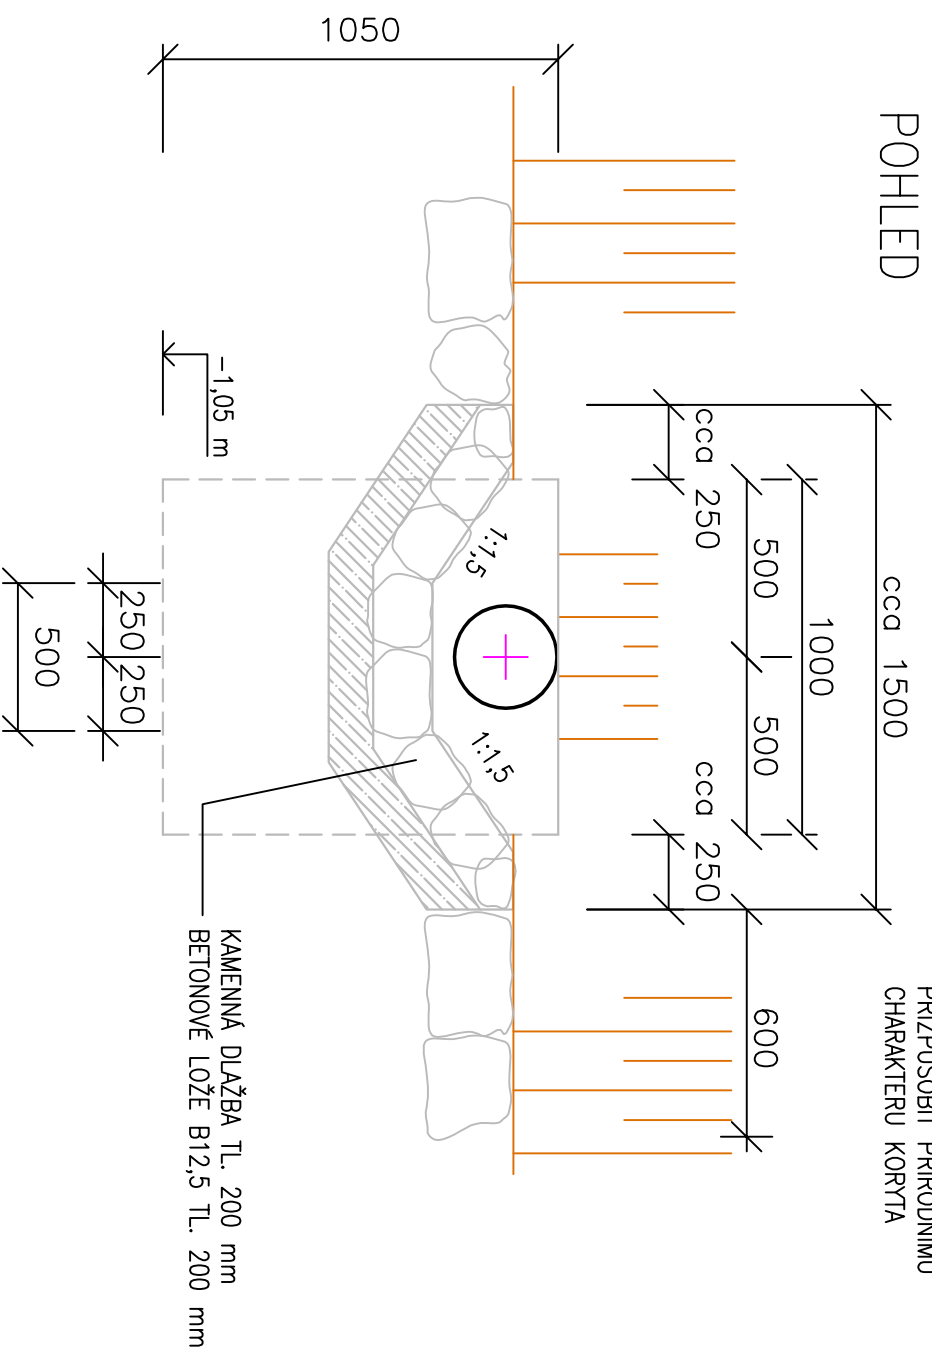 POHLED
PŘIZPŮSOBIT PŘÍRODNÍMU
CHARAKTERU KORYTA
cca 1500
1000
500
500
cca 250
cca 250
600
1050
1:1,5
1:1,5
-1,05 m
250
250
500
KAMENNÁ DLAŽBA TL. 200 mm
BETONOVÉ LOŽE B12,5 TL. 200 mm